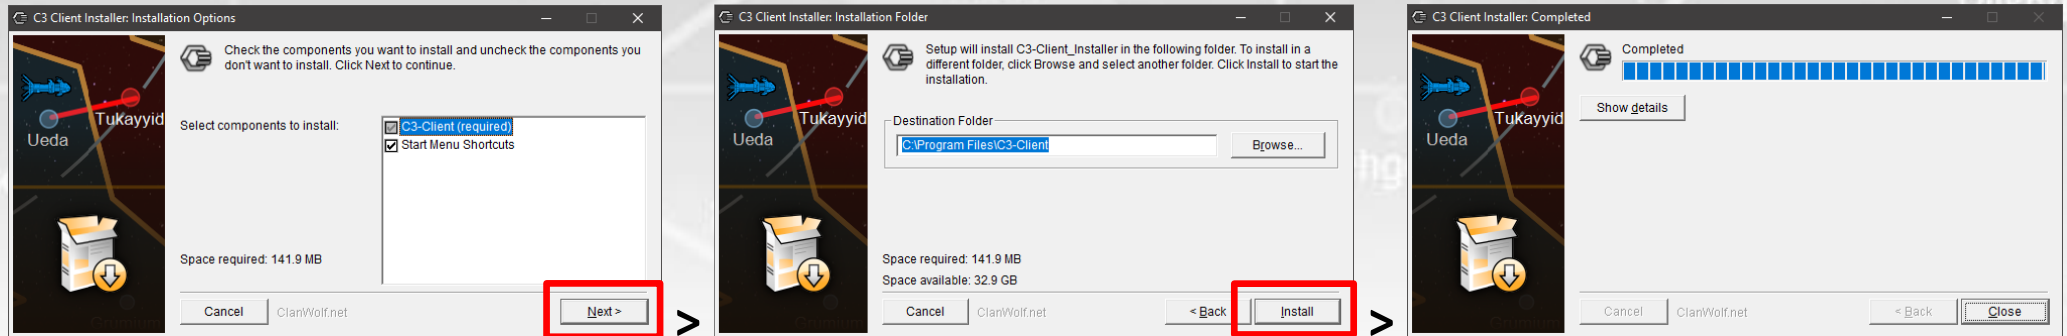 C3 Client Installer: Installation Options
Check the components you want to install and uncheck the components you
don't want to install. Click Next to continue.
Tukayyid
Ueda
Select components to install:
C3-Client (required)
Start Menu Shortcuts
Space required: 141.9 MB
Cancel
ClanWolf.net
Next >
>
C3 Client Installer: Installation Folder
Setup will install C3-Client_Installer in the following folder. To install in a
different folder, click Browse and select another folder. Click Install to start the
installation.
Tukayyid
Ueda
Destination Folder
C:\Program Files\C3-Client
Browse...
Space required: 141.9 MB
Space available: 32.9 GB
Cancel
ClanWolf.net
< Back
Install
>
C3 Client Installer: Completed
Completed
Show details
Tukayyid
Ueda
Cancel
ClanWolf.net
< Back
Close